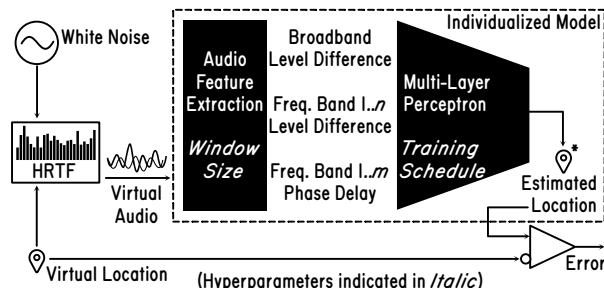 Individualized Model
White Noise
Audio
Feature
Extraction
Window
Size
Broadband
Level Difference
Freq. Band 1..n
Level Difference
Freq. Band 1..m
Phase Delay
Multi-Layer
Perceptron
Training
Schedule
HRTF
Virtual
Audio
*
Estimated
Location
Virtual Location
Error
(Hyperparameters indicated in Italic)